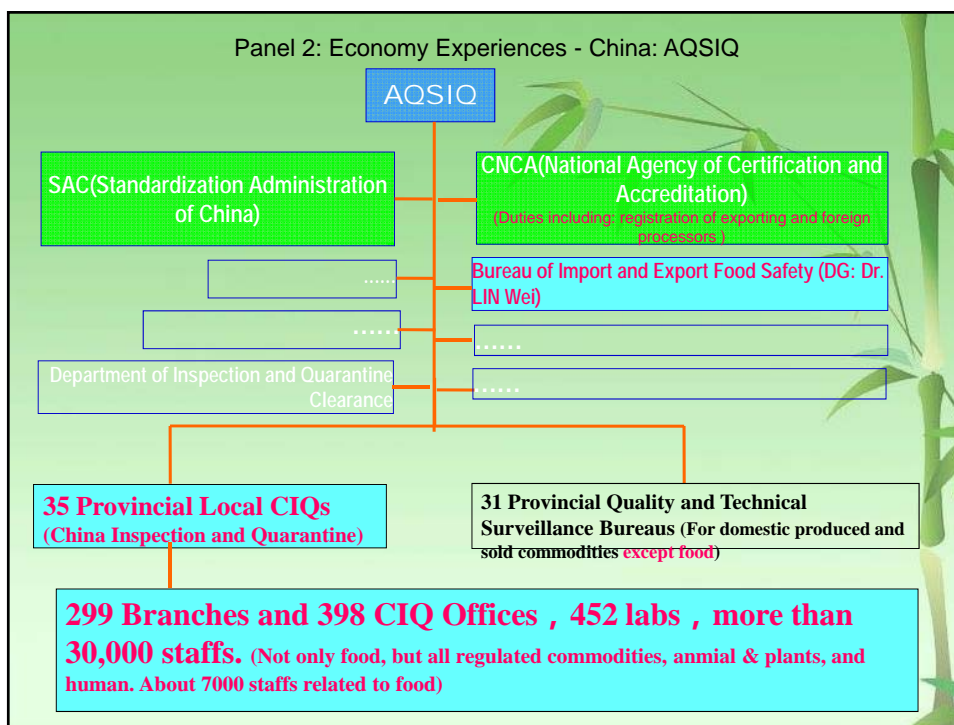 Panel 2: Economy Experiences - China: AQSIQ
AQSIQ
SAC(Standardization Administration
of China)
CNCA(National Agency of Certification and
Accreditation)
(Duties including: registration of exporting and foreign
processors )
......
Bureau of Import and Export Food Safety (DG: Dr.
LIN Wei)
......
......
Department of Inspection and Quarantine
Clearance
......
35 Provincial Local CIQs
(China Inspection and Quarantine)
31 Provincial Quality and Technical
Surveillance Bureaus (For domestic produced and
sold commodities except food)
299 Branches and 398 CIQ Offices , 452 labs , more than
30,000 staffs. (Not only food, but all regulated commodities, anmial & plants, and
human. About 7000 staffs related to food)